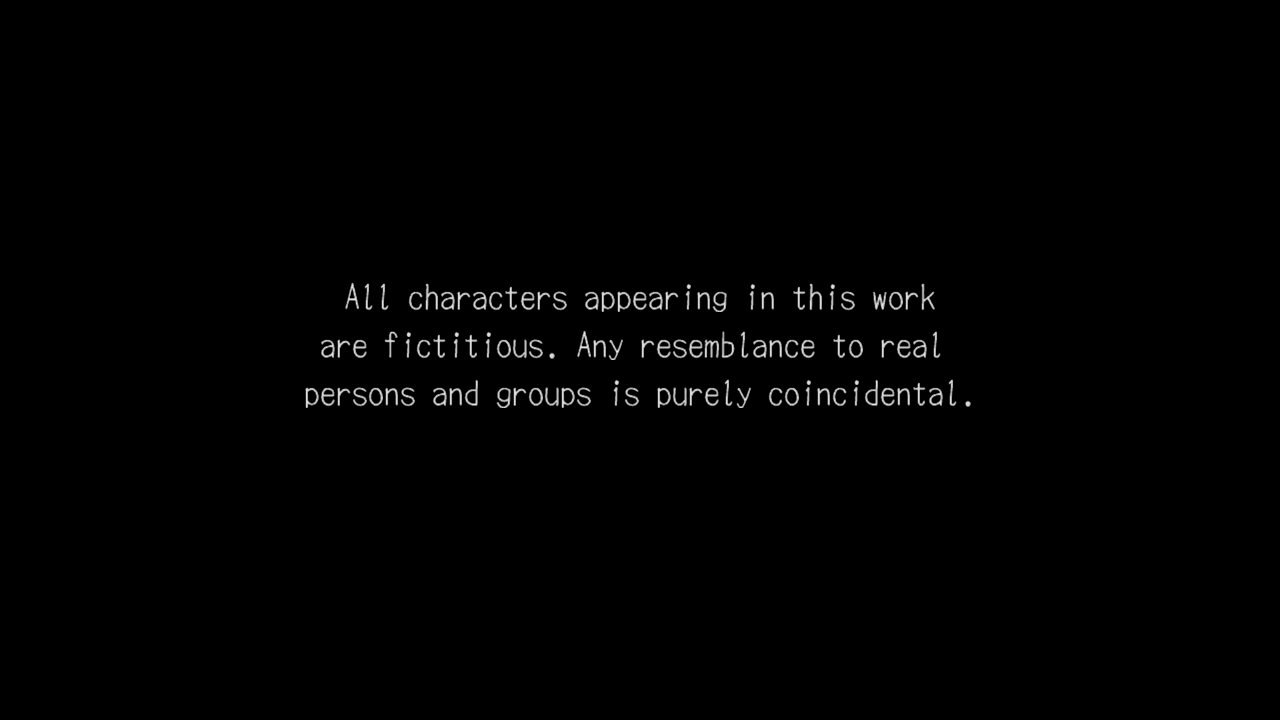 All characters appearing in this work
are fictitious. Any resemblance to real
persons and groups is purely coincidental.